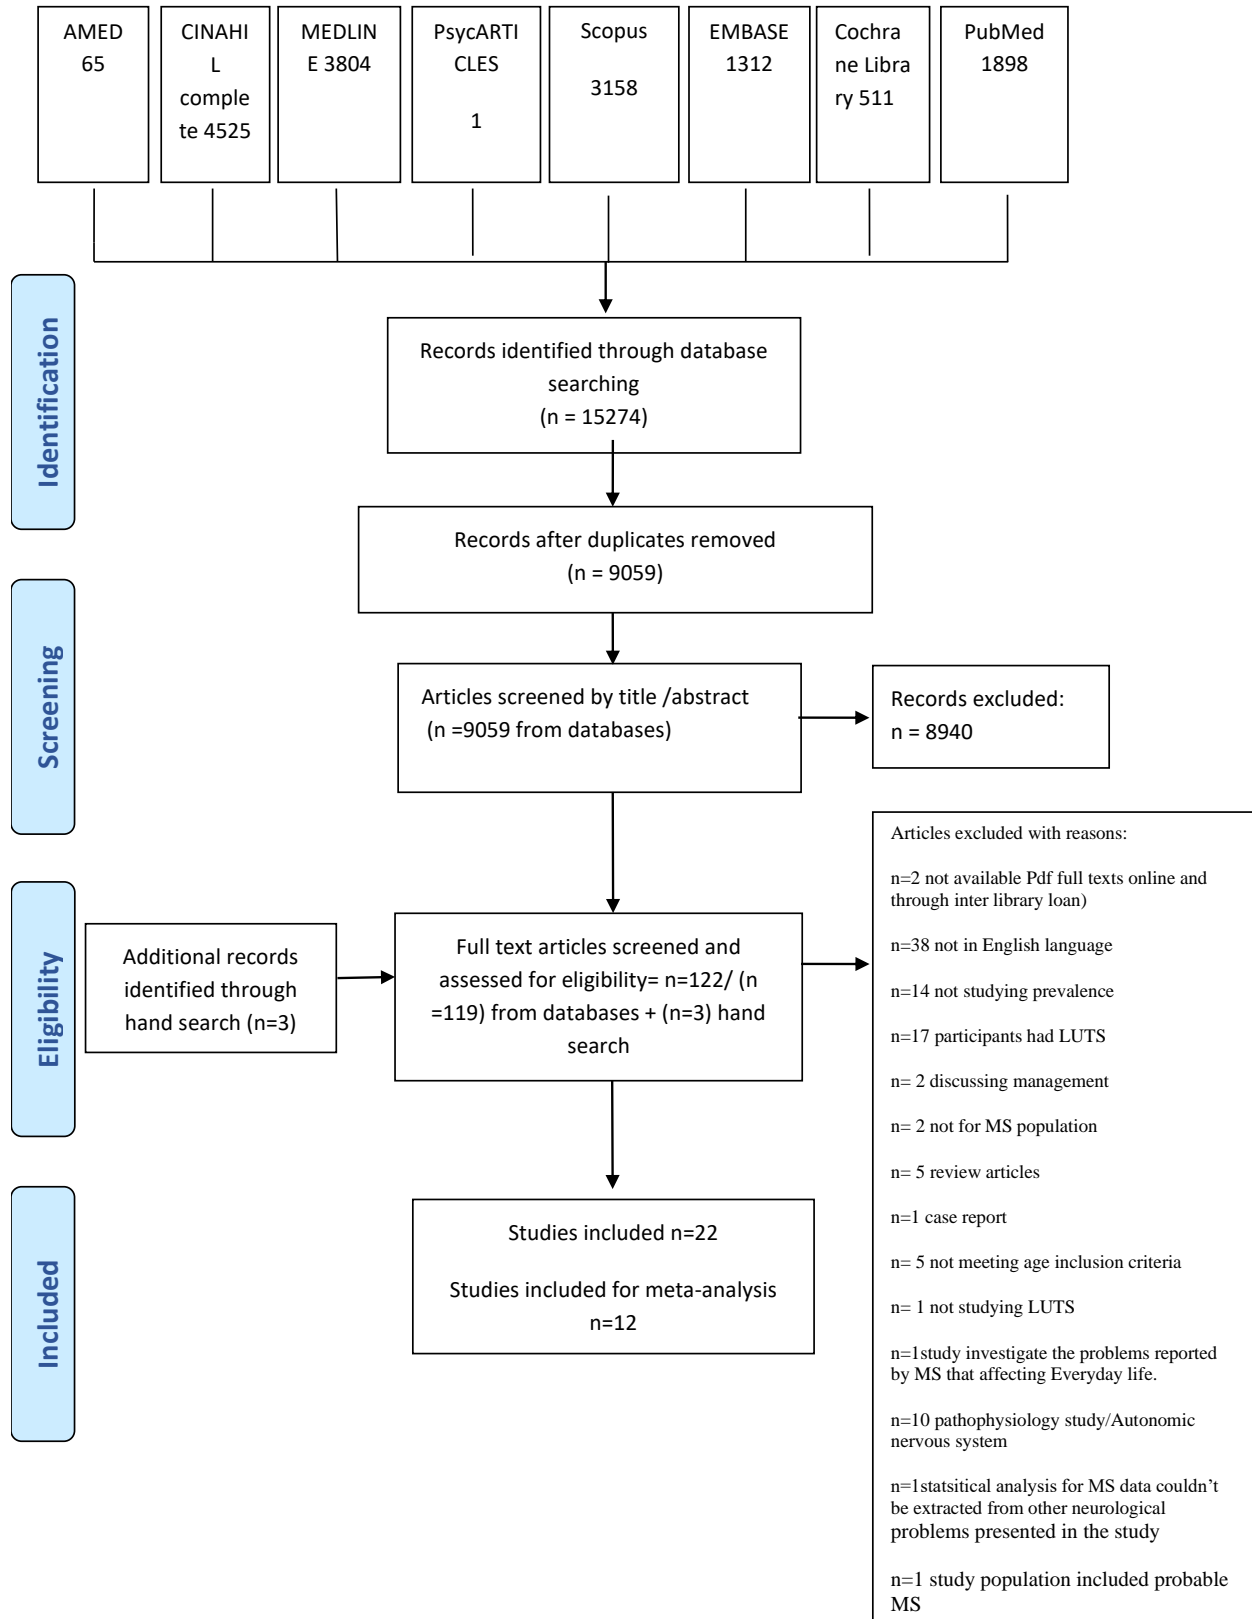 AMED
65
CINAHI
L
comple
te 4525
MEDLIN
E 3804
PsycARTI
CLES
1
Scopus
3158
EMBASE
1312
Cochra
ne Libra
ry 511
PubMed
1898
Identification
Records identified through database
searching
(n = 15274)
Records after duplicates removed
(n = 9059)
Screening
Articles screened by title /abstract
(n =9059 from databases)
Records excluded:
n = 8940
Eligibility
Additional records
identified through
hand search (n=3)
Full text articles screened and
assessed for eligibility= n=122/ (n
=119) from databases + (n=3) hand
search
Articles excluded with reasons:
n=2 not available Pdf full texts online and
through inter library loan)
n=38 not in English language
n=14 not studying prevalence
n=17 participants had LUTS
n= 2 discussing management
n= 2 not for MS population
n= 5 review articles
n=1 case report
n= 5 not meeting age inclusion criteria
n= 1 not studying LUTS
n=1study investigate the problems reported
by MS that affecting Everyday life.
n=10 pathophysiology study/Autonomic
nervous system
n=1statsitical analysis for MS data couldn't
be extracted from other neurological
problems presented in the study
n=1 study population included probable
MS
Included
Studies included n=22
Studies included for meta-analysis
n=12